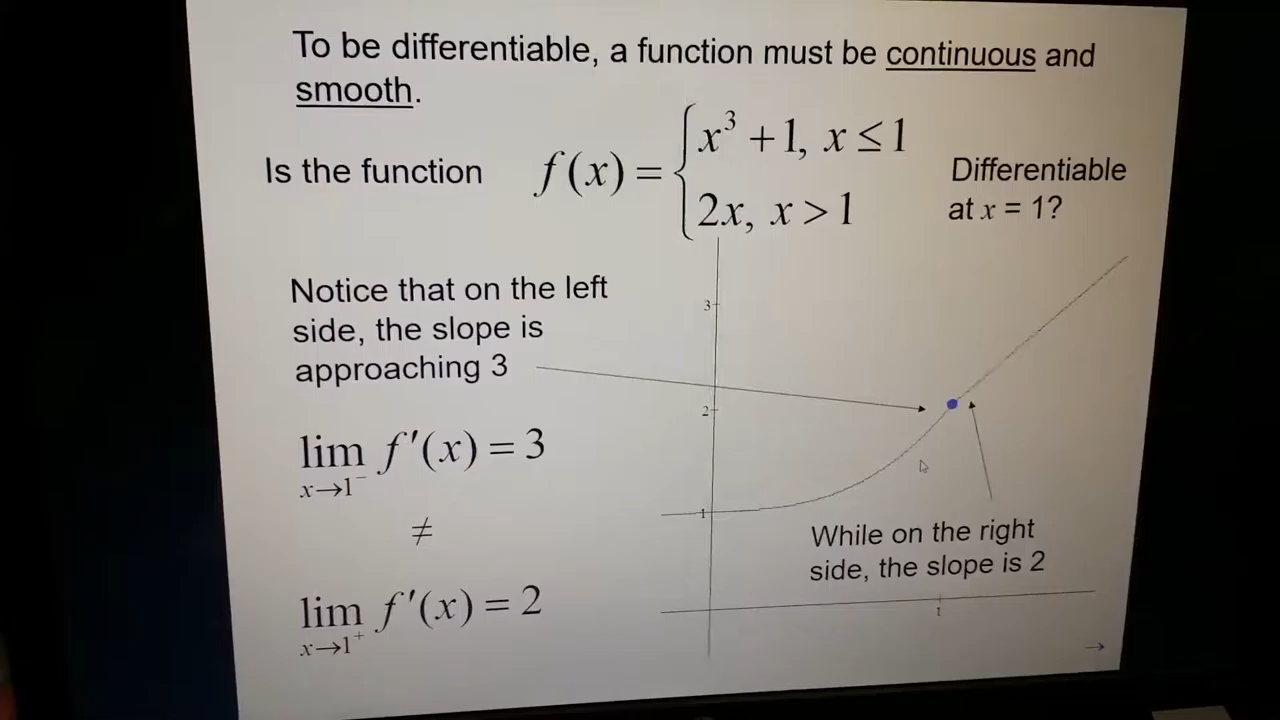 To be differentiable, a function must be continuous and
smooth.
Is the function
f(x) = { x³ + 1, x ≤ 1
2x, x > 1
Differentiable
at x = 1?
Notice that on the left
side, the slope is
approaching 3
lim f'(x) = 3
x→1⁻
≠
lim f'(x) = 2
x→1⁺
3
2
1
While on the right
side, the slope is 2
1
→